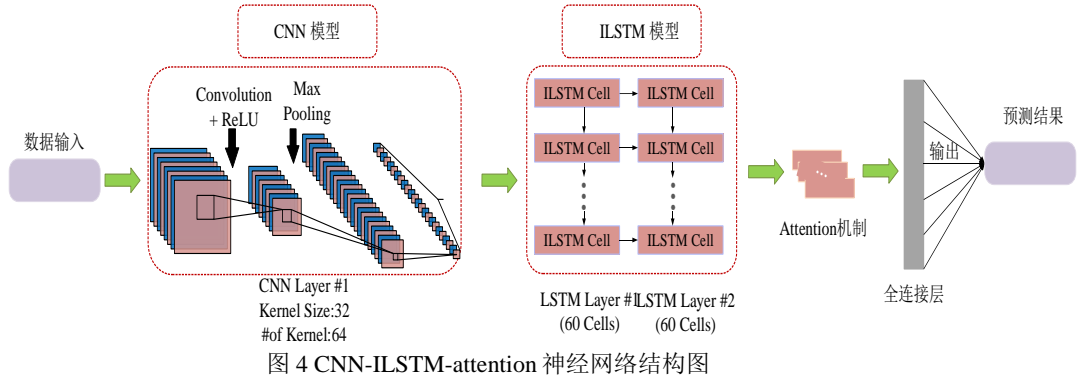 CNN 模型
ILSTM 模型
数据输入
Convolution
+ ReLU
Max
Pooling
CNN Layer #1
Kernel Size:32
#of Kernel:64
ILSTM Cell
ILSTM Cell
ILSTM Cell
ILSTM Cell
ILSTM Cell
ILSTM Cell
LSTM Layer #1
(60 Cells)
LSTM Layer #2
(60 Cells)
Attention机制
全连接层
输出
预测结果
图 4 CNN-ILSTM-attention 神经网络结构图